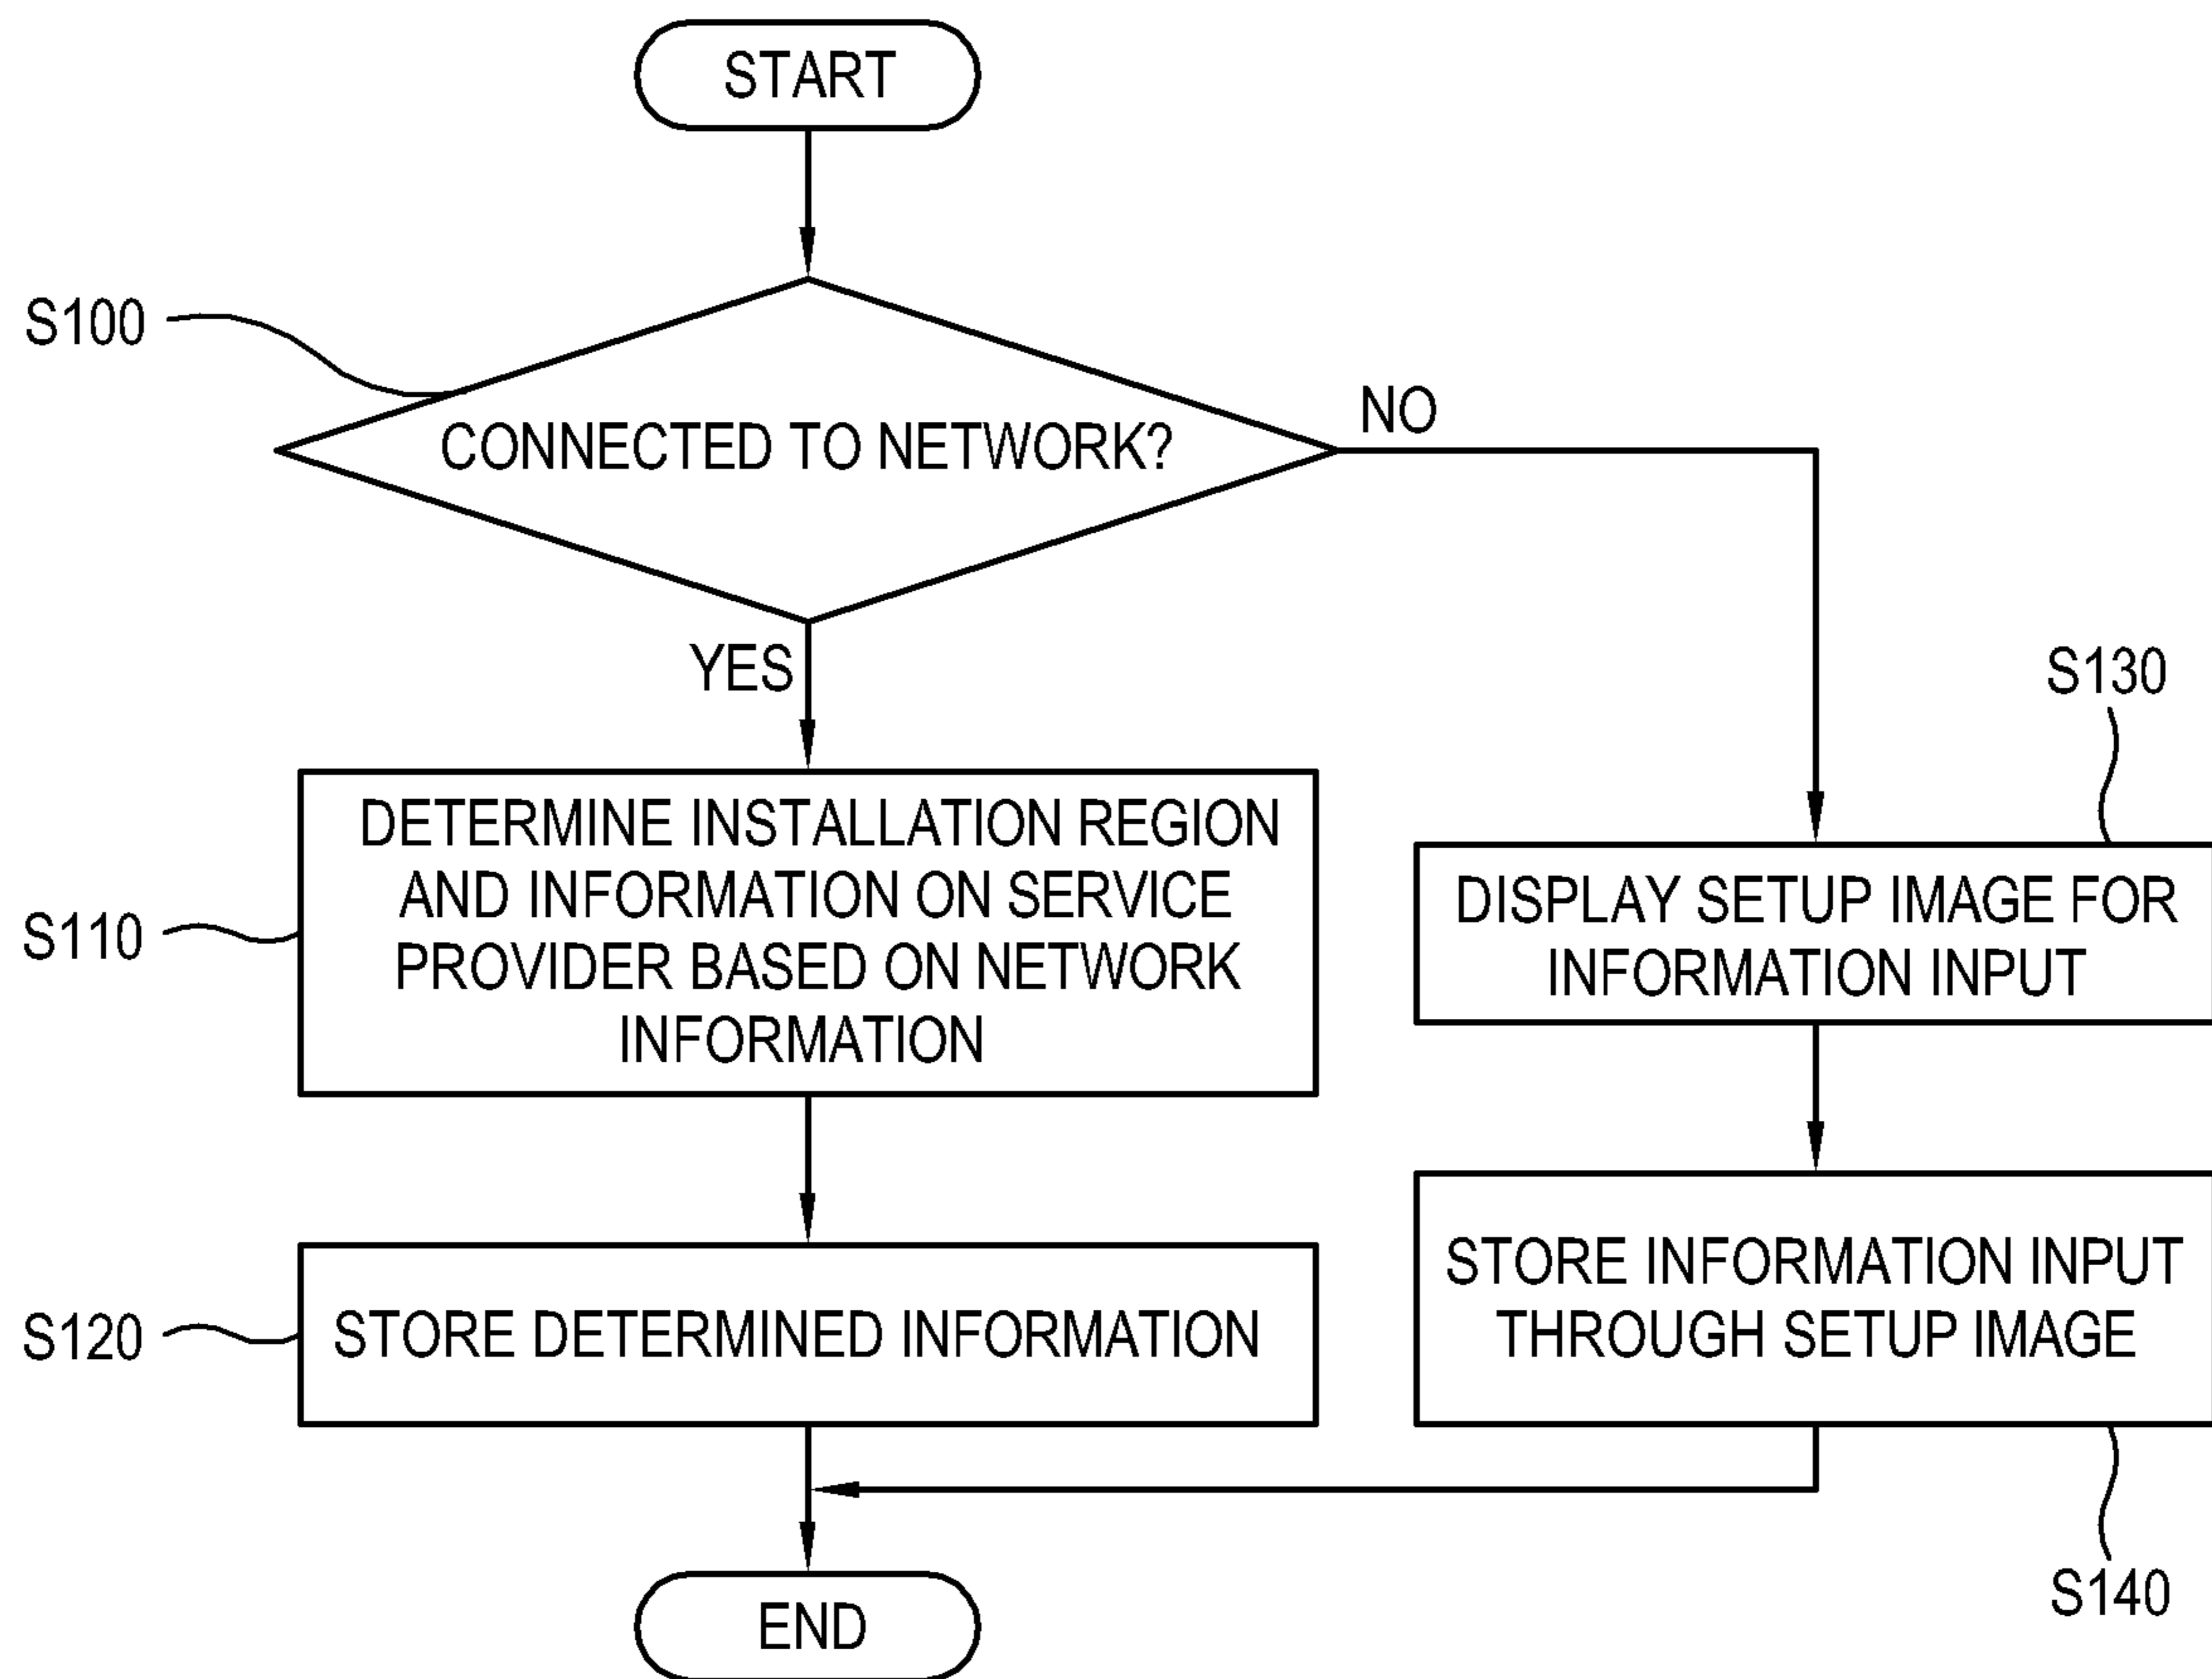 START
S100
CONNECTED TO NETWORK?
NO
YES
S110
DETERMINE INSTALLATION REGION
AND INFORMATION ON SERVICE
PROVIDER BASED ON NETWORK
INFORMATION
S120
STORE DETERMINED INFORMATION
S130
DISPLAY SETUP IMAGE FOR
INFORMATION INPUT
STORE INFORMATION INPUT
THROUGH SETUP IMAGE
S140
END